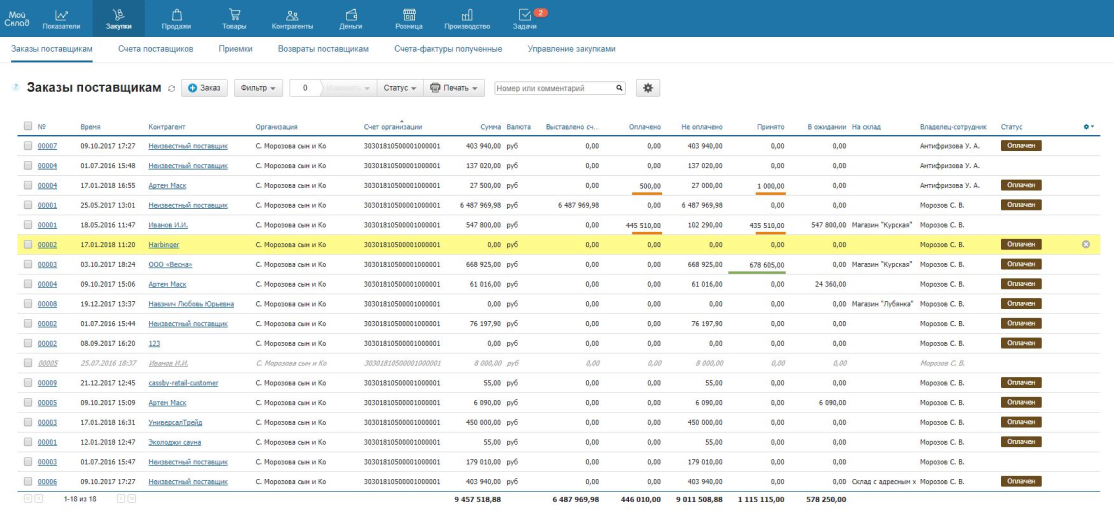 Мой Склад Показатели Закупки Продажи Товары Контрагенты Деньги Розница Производство Задачи 2
Заказы поставщикам Счета поставщиков Приемки Возвраты поставщикам Счета-фактуры полученные Управление закупками
? Заказы поставщикам Заказ Фильтр 0 Изменить Статус Печать Номер или комментарий
№ Время Контрагент Организация Счет организации Сумма Валюта Выставлено сч... Оплачено Не оплачено Принято В ожидании На склад Владелец-сотрудник Статус
00007 09.10.2017 17:27 Неизвестный поставщик С. Морозова сын и Ко 30301810500001000001 403 940,00 руб 0,00 0,00 403 940,00 0,00 0,00 Антифризова У. А. Оплачен
00004 01.07.2016 15:48 Неизвестный поставщик С. Морозова сын и Ко 30301810500001000001 137 020,00 руб 0,00 0,00 137 020,00 0,00 0,00 Антифризова У. А.
00004 17.01.2018 16:55 Артен Маск С. Морозова сын и Ко 30301810500001000001 27 500,00 руб 0,00 500,00 27 000,00 1 000,00 0,00 Антифризова У. А. Оплачен
00001 25.05.2017 13:01 Неизвестный поставщик С. Морозова сын и Ко 30301810500001000001 6 487 969,98 руб 6 487 969,98 0,00 6 487 969,98 0,00 0,00 Морозов С. В. Оплачен
00001 18.05.2016 11:47 Иванов И.И. С. Морозова сын и Ко 30301810500001000001 547 800,00 руб 0,00 445 510,00 102 290,00 435 510,00 547 800,00 Магазин "Курская" Морозов С. В.
00002 17.01.2018 11:20 Harbinger С. Морозова сын и Ко 30301810500001000001 0,00 руб 0,00 0,00 0,00 0,00 0,00 Морозов С. В. Оплачен
00003 03.10.2017 18:24 ООО «Весна» С. Морозова сын и Ко 30301810500001000001 668 925,00 руб 0,00 0,00 668 925,00 678 605,00 0,00 Магазин "Курская" Морозов С. В. Оплачен
00004 09.10.2017 15:06 Артен Маск С. Морозова сын и Ко 30301810500001000001 61 016,00 руб 0,00 0,00 61 016,00 0,00 24 360,00 Морозов С. В. Оплачен
00008 19.12.2017 13:37 Навзнич Любовь Юрьевна С. Морозова сын и Ко 30301810500001000001 0,00 руб 0,00 0,00 0,00 0,00 0,00 Магазин "Лубянка" Морозов С. В. Оплачен
00002 01.07.2016 15:44 Неизвестный поставщик С. Морозова сын и Ко 30301810500001000001 76 197,90 руб 0,00 0,00 76 197,90 0,00 0,00 Морозов С. В. Оплачен
00002 08.09.2017 16:20 123 С. Морозова сын и Ко 30301810500001000001 0,00 руб 0,00 0,00 0,00 0,00 0,00 Морозов С. В. Оплачен
00005 25.07.2016 18:37 Иванов И.И. С. Морозова сын и Ко 30301810500001000001 8 000,00 руб 0,00 0,00 8 000,00 0,00 0,00 Морозов С. В.
00009 21.12.2017 12:45 cassby-retail-customer С. Морозова сын и Ко 30301810500001000001 55,00 руб 0,00 0,00 55,00 0,00 0,00 Морозов С. В. Оплачен
00005 09.10.2017 15:09 Артен Маск С. Морозова сын и Ко 30301810500001000001 6 090,00 руб 0,00 0,00 6 090,00 0,00 6 090,00 Морозов С. В. Оплачен
00003 17.01.2018 16:31 УниверсалТрейд С. Морозова сын и Ко 30301810500001000001 450 000,00 руб 0,00 0,00 450 000,00 0,00 0,00 Морозов С. В. Оплачен
00001 12.01.2018 12:47 Эколоджи сауна С. Морозова сын и Ко 30301810500001000001 55,00 руб 0,00 0,00 55,00 0,00 0,00 Морозов С. В. Оплачен
00003 01.07.2016 15:47 Неизвестный поставщик С. Морозова сын и Ко 30301810500001000001 179 010,00 руб 0,00 0,00 179 010,00 0,00 0,00 Морозов С. В.
00006 09.10.2017 17:27 Неизвестный поставщик С. Морозова сын и Ко 30301810500001000001 403 940,00 руб 0,00 0,00 403 940,00 0,00 0,00 Склад с адресным х Морозов С. В. Оплачен
1-18 из 18 9 457 518,88 6 487 969,98 446 010,00 9 011 508,88 1 115 115,00 578 250,00